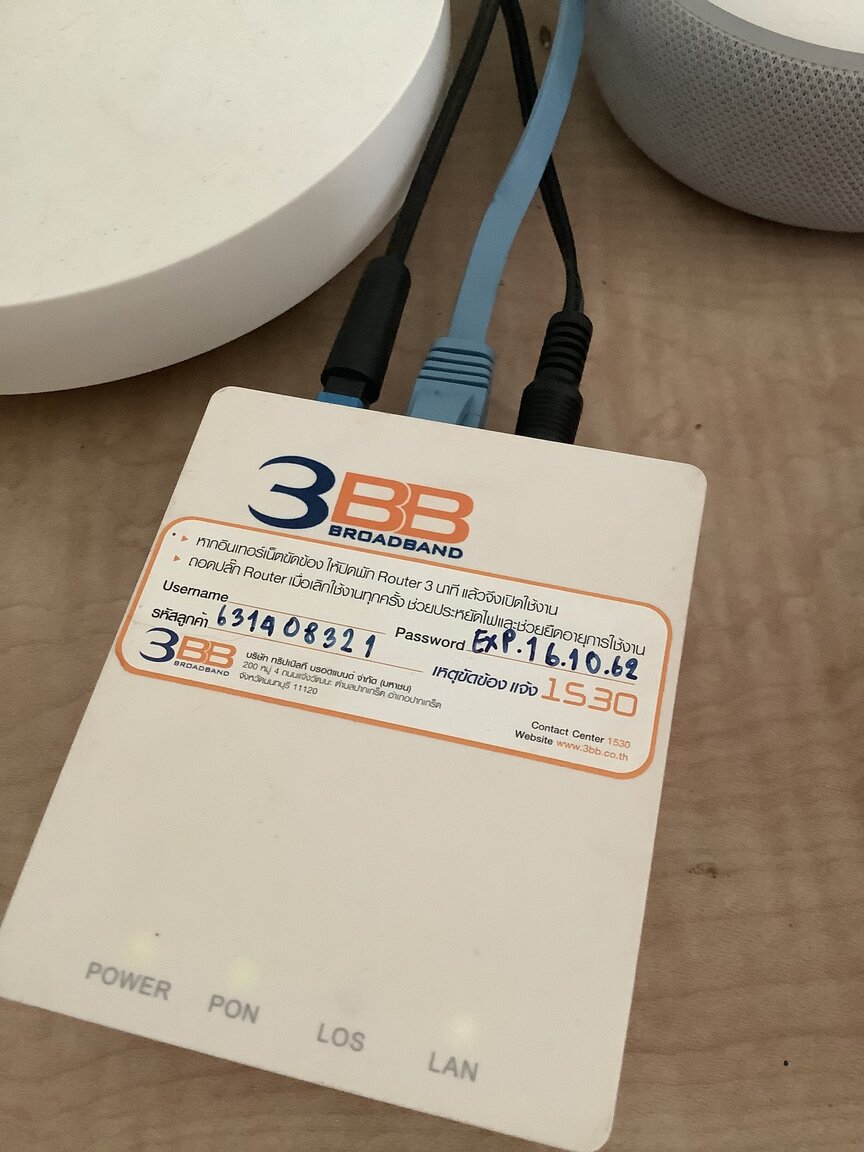 3BB
BROADBAND
หากอินเทอร์เน็ตขัดข้อง ให้ปิดพัก Router 3 นาที แล้วจึงเปิดใช้งาน
ถอดปลั๊ก Router เมื่อเลิกใช้งานทุกครั้ง ช่วยประหยัดไฟและช่วยยืดอายุการใช้งาน
Username
Password EXP.16.10.62
รหัสลูกค้า 631408321
3BB
BROADBAND
บริษัท ทริปเปิลที บรอดแบนด์ จำกัด (มหาชน)
200 หมู่ 4 ถนนแจ้งวัฒนะ ตำบลปากเกร็ด อำเภอปากเกร็ด
จังหวัดนนทบุรี 11120
เหตุขัดข้อง แจ้ง 1530
Contact Center 1530
Website www.3bb.co.th
POWER
PON
LOS
LAN